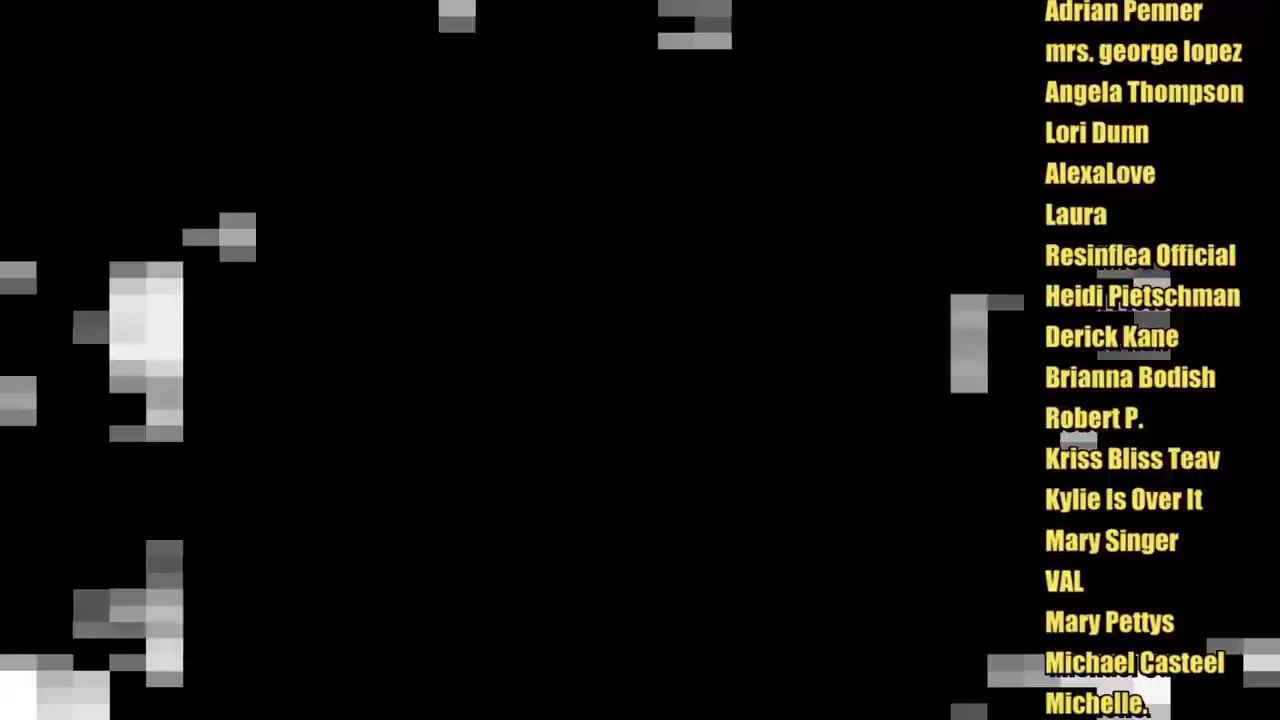 Adrian Penner
mrs. george lopez
Angela Thompson
Lori Dunn
AlexaLove
Laura
Resinflea Official
Heidi Pietschman
Derick Kane
Brianna Bodish
Robert P.
Kriss Bliss Teav
Kylie Is Over It
Mary Singer
VAL
Mary Pettys
Michael Casteel
Michelle.